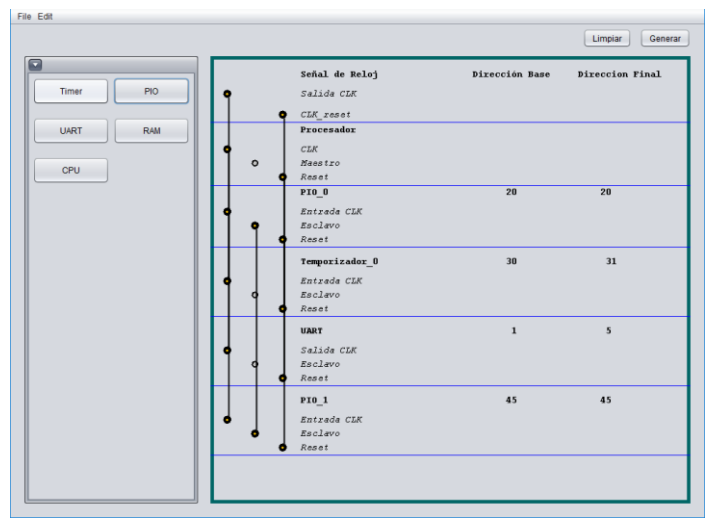 File Edit
Limpiar Generar
Timer PIO
UART RAM
CPU
Señal de Reloj Dirección Base Direccion Final
Salida CLK
CLK_reset
Procesador
CLK
Maestro
Reset
PIO_0 20 20
Entrada CLK
Esclavo
Reset
Temporizador_0 30 31
Entrada CLK
Esclavo
Reset
UART 1 5
Salida CLK
Esclavo
Reset
PIO_1 45 45
Entrada CLK
Esclavo
Reset